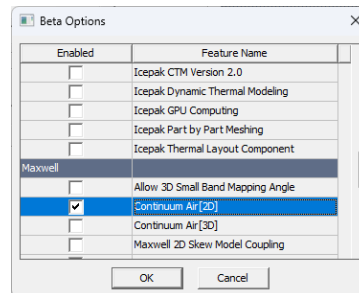 Beta Options
Enabled Feature Name
Icepak CTM Version 2.0
Icepak Dynamic Thermal Modeling
Icepak GPU Computing
Icepak Part by Part Meshing
Icepak Thermal Layout Component
Maxwell
Allow 3D Small Band Mapping Angle
Continuum Air[2D]
Continuum Air[3D]
Maxwell 2D Skew Model Coupling
OK Cancel